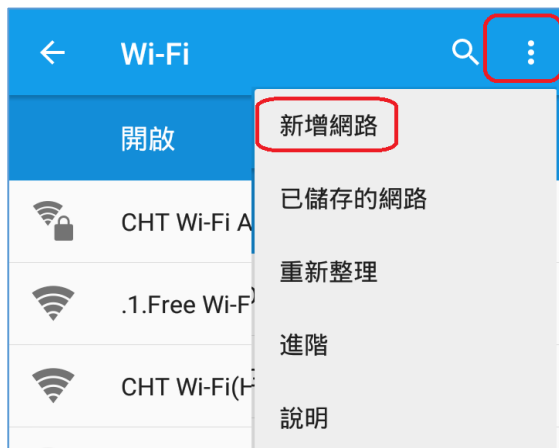 Wi-Fi
開啟
新增網路
已儲存的網路
重新整理
進階
說明
CHT Wi-Fi A
.1.Free Wi-F
CHT Wi-Fi(H